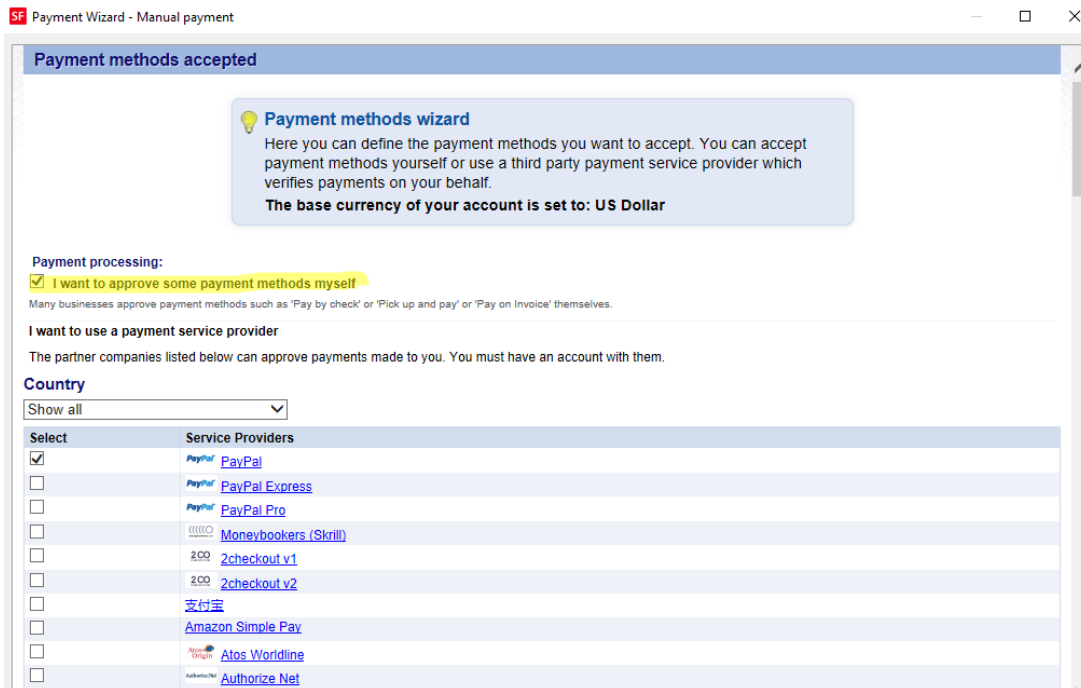 SF Payment Wizard - Manual payment
Payment methods accepted
Payment methods wizard
Here you can define the payment methods you want to accept. You can accept
payment methods yourself or use a third party payment service provider which
verifies payments on your behalf.
The base currency of your account is set to: US Dollar
Payment processing:
I want to approve some payment methods myself
Many businesses approve payment methods such as 'Pay by check' or 'Pick up and pay' or 'Pay on Invoice' themselves.
I want to use a payment service provider
The partner companies listed below can approve payments made to you. You must have an account with them.
Country
Show all
Select Service Providers
PayPal PayPal
PayPal PayPal Express
PayPal PayPal Pro
Moneybookers (Skrill)
2CO 2checkout v1
2CO 2checkout v2
支付宝
Amazon Simple Pay
Atos Origin Atos Worldline
Authorize.Net Authorize Net